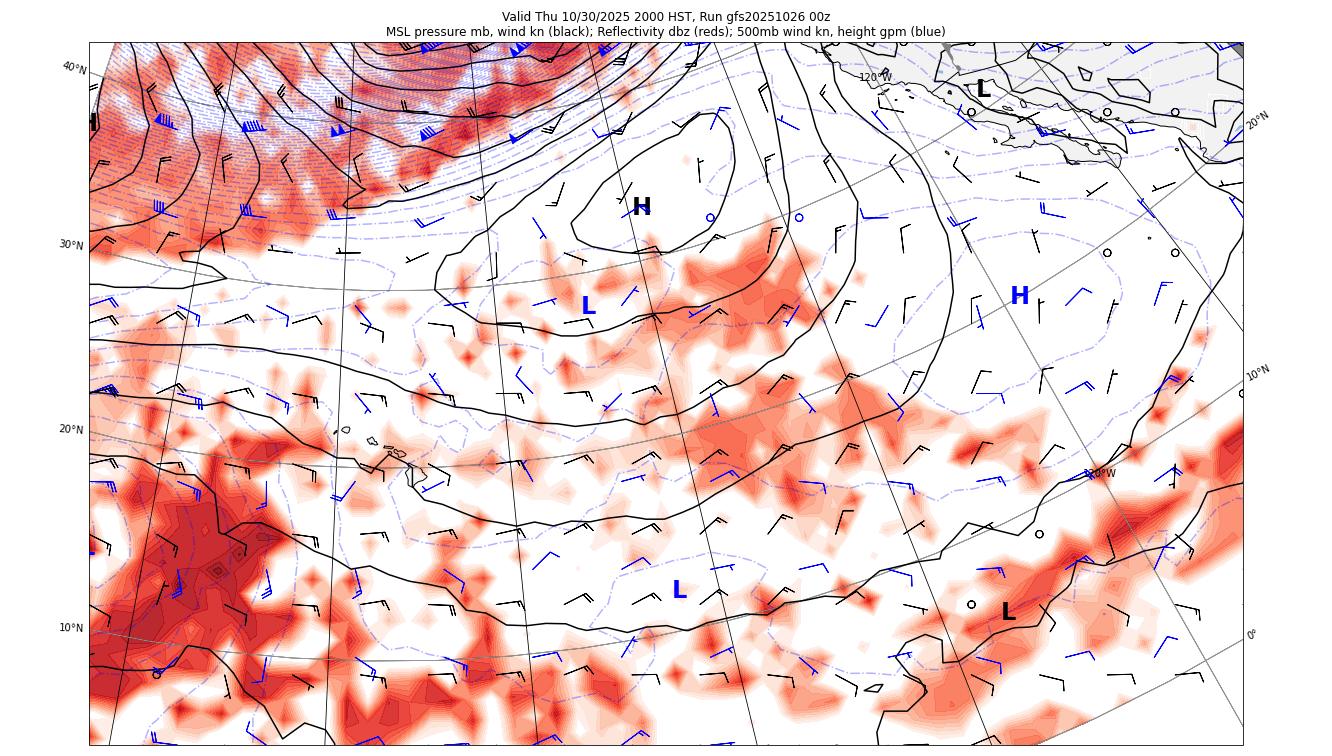 Valid Thu 10/30/2025 2000 HST, Run gfs20251026 00z
MSL pressure mb, wind kn (black); Reflectivity dbz (reds); 500mb wind kn, height gpm (blue)
40°N
120°W
L
20°N
H
H
30°N
H
L
10°N
20°N
120°W
L
L
10°N
0°